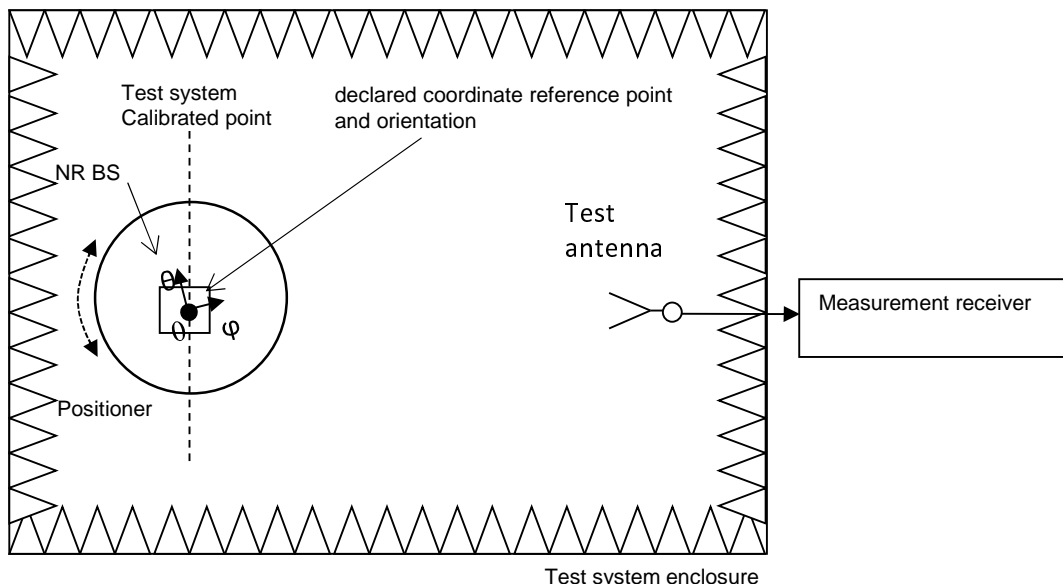 Test system
Calibrated point
declared coordinate reference point
and orientation
NR BS
Test
antenna
θ
θ
φ
Measurement receiver
Positioner
Test system enclosure